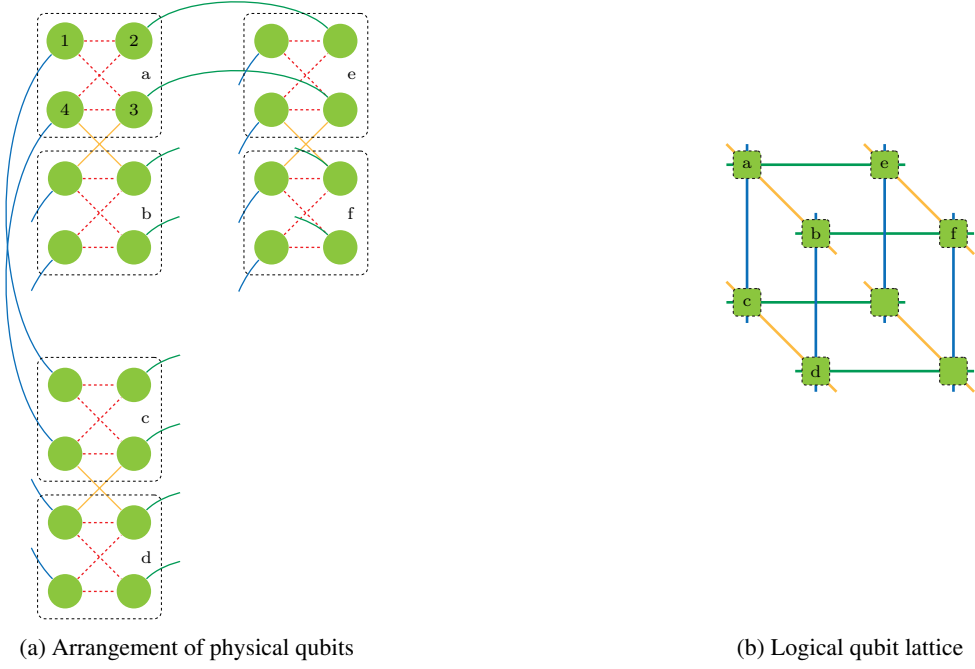 1 2
a
4 3
e
b
f
c
d
(a) Arrangement of physical qubits
a e
b f
c
d
(b) Logical qubit lattice